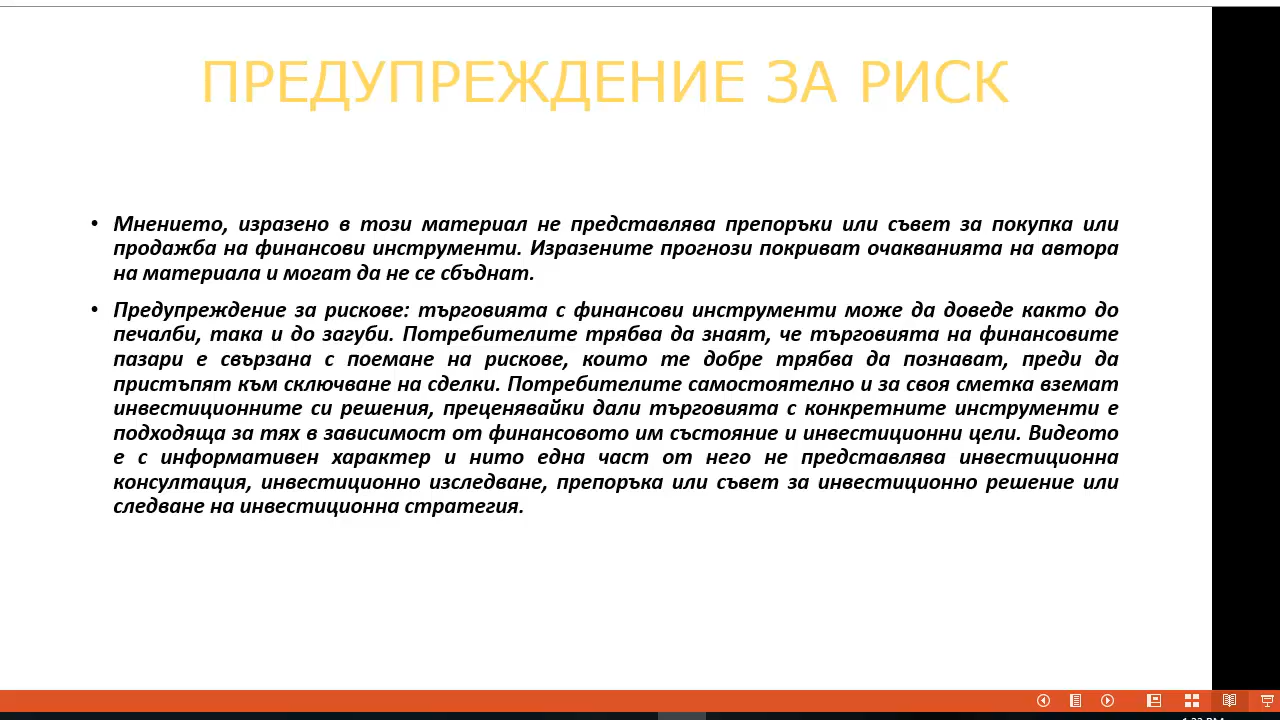 ПРЕДУПРЕЖДЕНИЕ ЗА РИСК
• Мнението, изразено в този материал не представлява препоръки или съвет за покупка или
продажба на финансови инструменти. Изразените прогнози покриват очакванията на автора
на материала и могат да не се сбъднат.
• Предупреждение за рискове: търговията с финансови инструменти може да доведе както до
печалби, така и до загуби. Потребителите трябва да знаят, че търговията на финансовите
пазари е свързана с поемане на рискове, които те добре трябва да познават, преди да
пристъпят към сключване на сделки. Потребителите самостоятелно и за своя сметка вземат
инвестиционните си решения, преценявайки дали търговията с конкретните инструменти е
подходяща за тях в зависимост от финансовото им състояние и инвестиционни цели. Видеото
е с информативен характер и нито една част от него не представлява инвестиционна
консултация, инвестиционно изследване, препоръка или съвет за инвестиционно решение или
следване на инвестиционна стратегия.